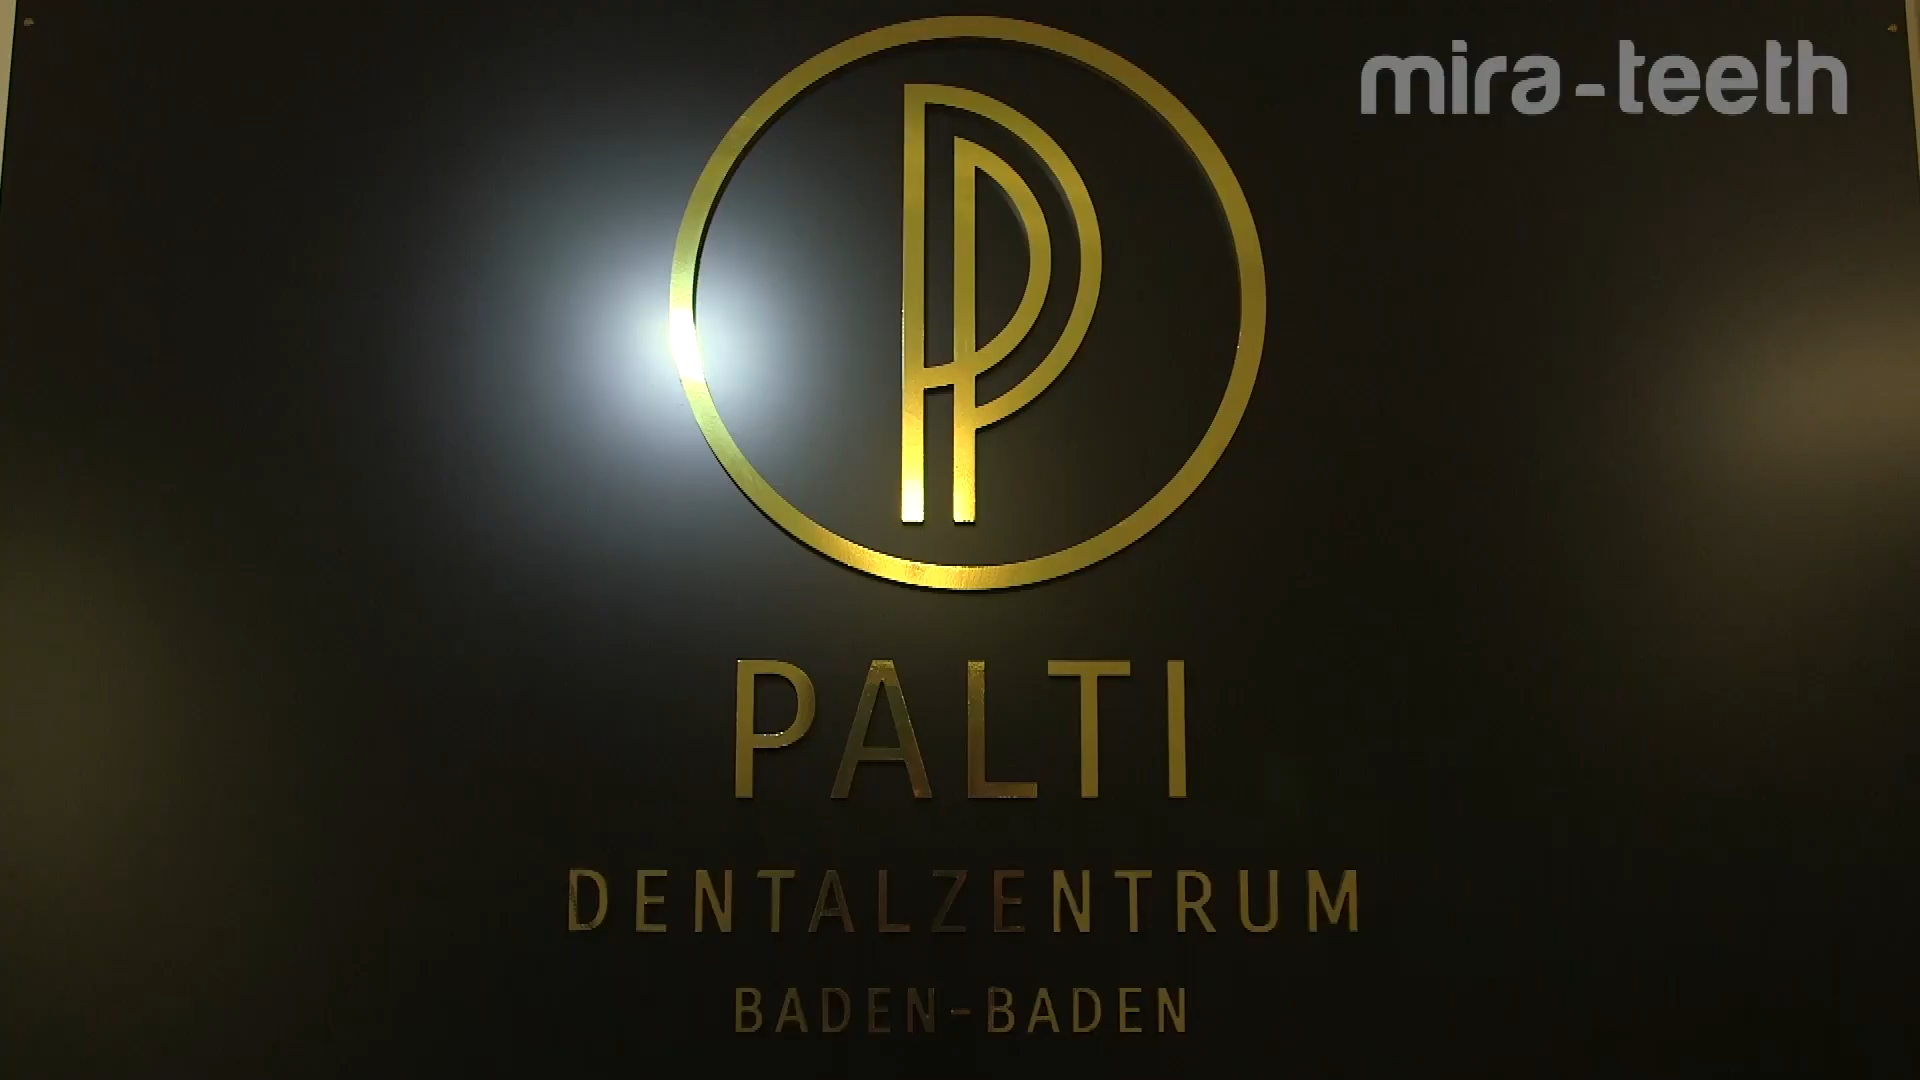 mira-teeth
P
PALTI
DENTALZENTRUM
BADEN-BADEN